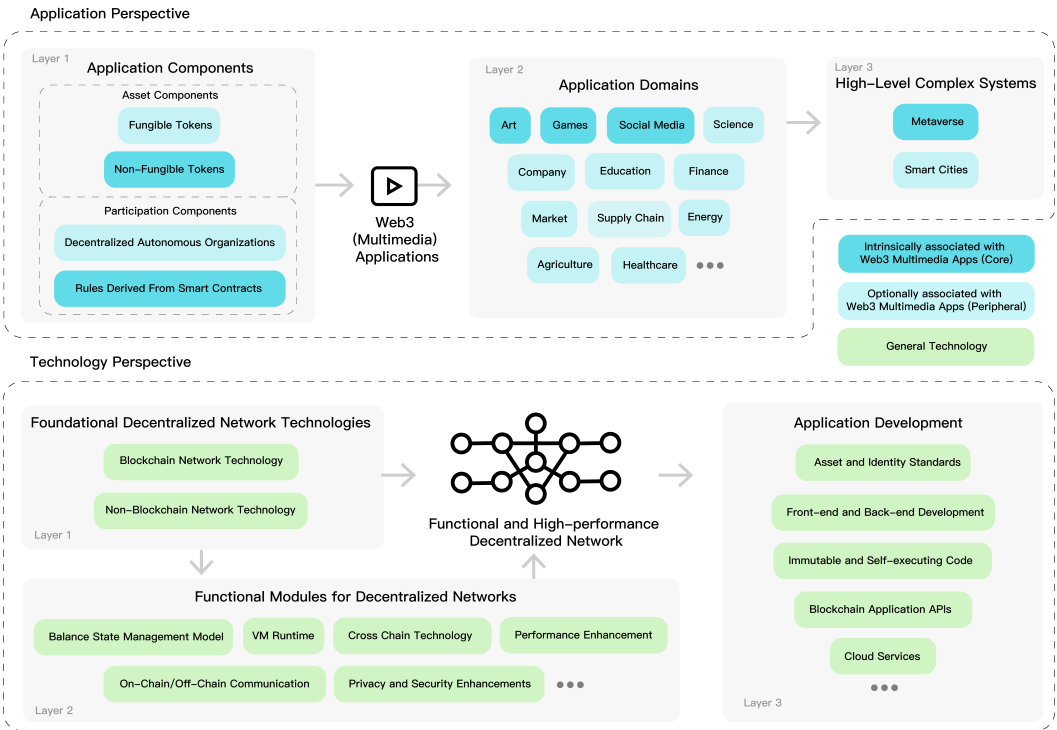 Application Perspective
Layer 1
Application Components
Asset Components
Fungible Tokens
Non-Fungible Tokens
Participation Components
Decentralized Autonomous Organizations
Rules Derived From Smart Contracts
Web3
(Multimedia)
Applications
Layer 2
Application Domains
Art
Games
Social Media
Science
Company
Education
Finance
Market
Supply Chain
Energy
Agriculture
Healthcare
Layer 3
High-Level Complex Systems
Metaverse
Smart Cities
Intrinsically associated with
Web3 Multimedia Apps (Core)
Optionally associated with
Web3 Multimedia Apps (Peripheral)
General Technology
Technology Perspective
Foundational Decentralized Network Technologies
Blockchain Network Technology
Non-Blockchain Network Technology
Layer 1
Functional and High-performance
Decentralized Network
Functional Modules for Decentralized Networks
Balance State Management Model
VM Runtime
Cross Chain Technology
Performance Enhancement
On-Chain/Off-Chain Communication
Privacy and Security Enhancements
Layer 2
Application Development
Asset and Identity Standards
Front-end and Back-end Development
Immutable and Self-executing Code
Blockchain Application APIs
Cloud Services
Layer 3